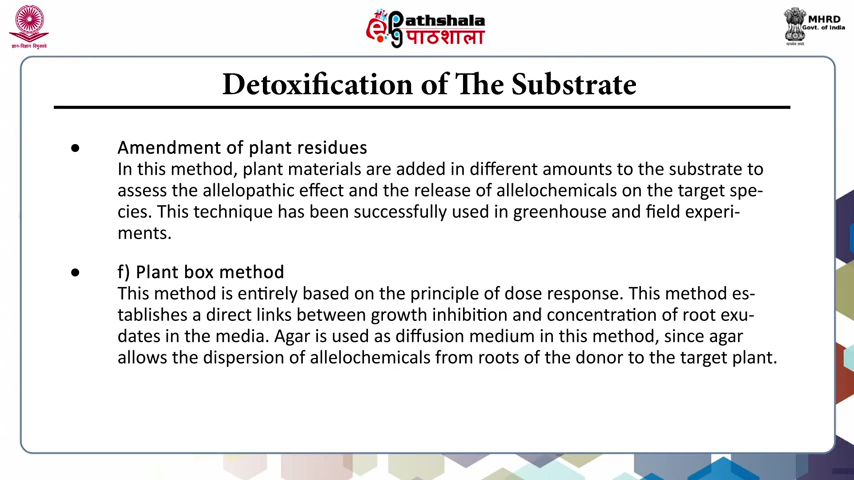 ePathshala
पाठशाला
MHRD
Govt. of India
Detoxification of The Substrate
● Amendment of plant residues
In this method, plant materials are added in different amounts to the substrate to
assess the allelopathic effect and the release of allelochemicals on the target spe-
cies. This technique has been successfully used in greenhouse and field experi-
ments.
● f) Plant box method
This method is entirely based on the principle of dose response. This method es-
tablishes a direct links between growth inhibition and concentration of root exu-
dates in the media. Agar is used as diffusion medium in this method, since agar
allows the dispersion of allelochemicals from roots of the donor to the target plant.